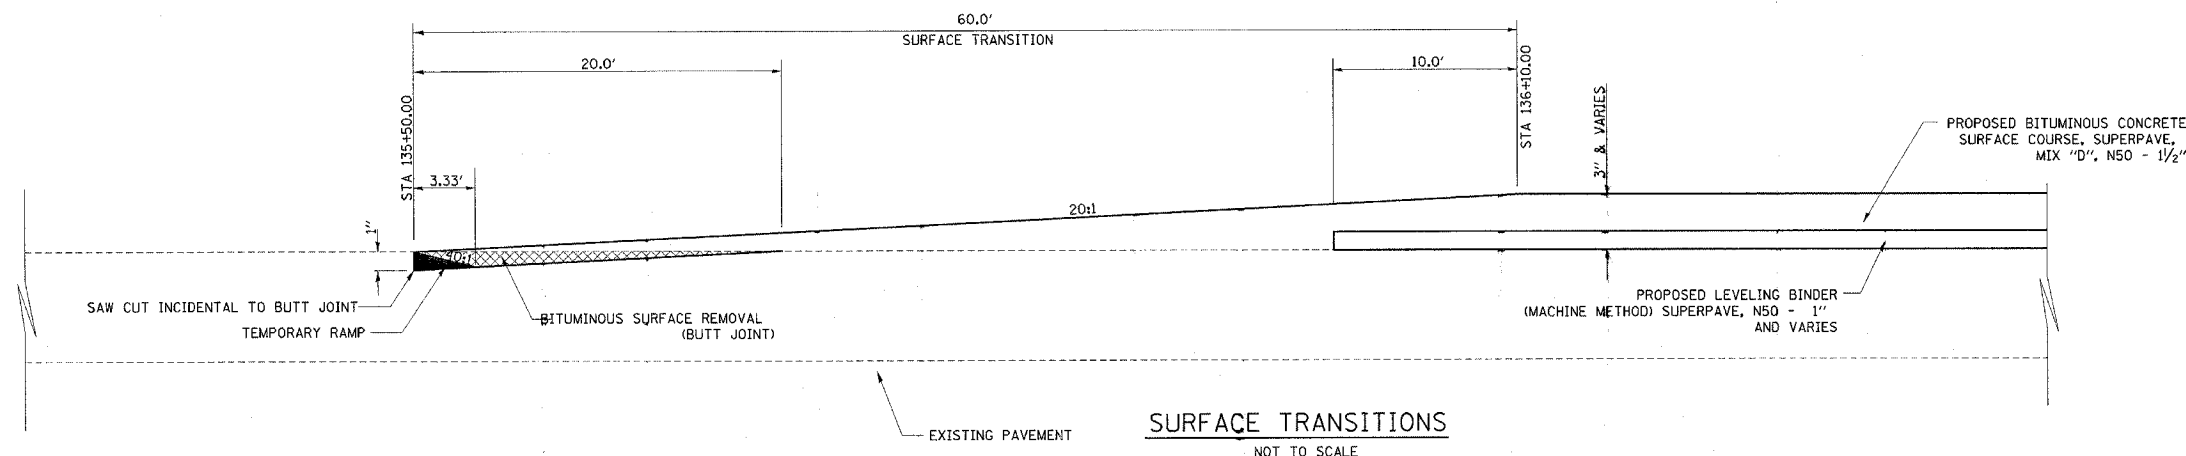 60.0'
SURFACE TRANSITION
20.0'
10.0'
STA 135+50.00
STA 136+10.00
3" & VARIES
PROPOSED BITUMINOUS CONCRETE
SURFACE COURSE, SUPERPAVE,
MIX "D", N50 - 1½"
3.33'
1"
20:1
40:1
SAW CUT INCIDENTAL TO BUTT JOINT
TEMPORARY RAMP
BITUMINOUS SURFACE REMOVAL
(BUTT JOINT)
PROPOSED LEVELING BINDER
(MACHINE METHOD) SUPERPAVE, N50 - 1"
AND VARIES
EXISTING PAVEMENT
SURFACE TRANSITIONS
NOT TO SCALE